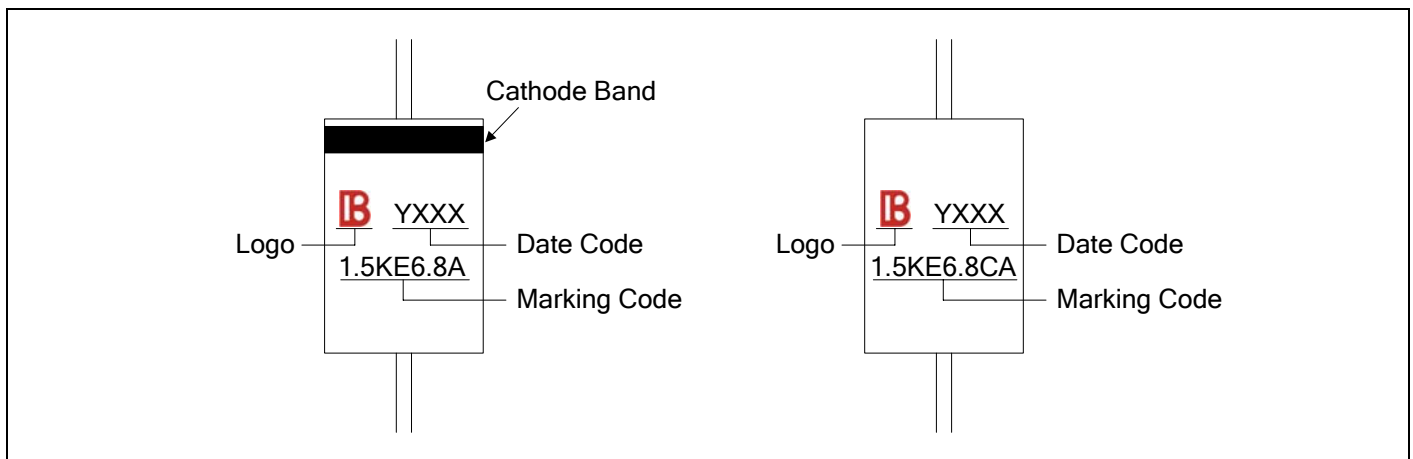 Cathode Band
B YXXX
Logo Date Code
1.5KE6.8A
Marking Code
B YXXX
Logo Date Code
1.5KE6.8CA
Marking Code